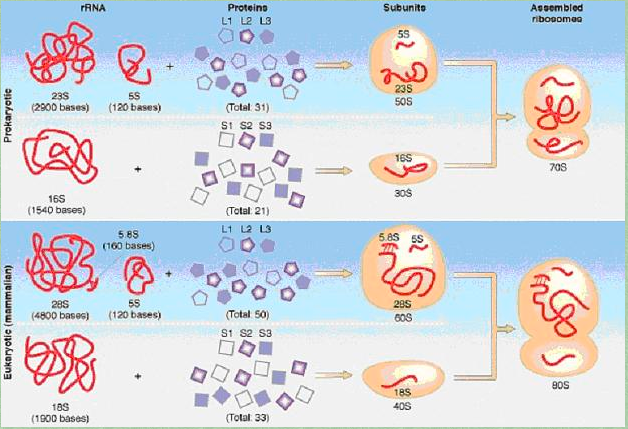 rRNA
Proteins
Subunits
Assembled
ribosomes
Prokaryotic
L1 L2 L3
23S
(2900 bases)
5S
(120 bases)
+
(Total: 31)
5S
23S
50S
16S
(1540 bases)
+
S1 S2 S3
(Total: 21)
16S
30S
70S
Eukaryotic (mammalian)
5.8S
(160 bases)
28S
(4800 bases)
5S
(120 bases)
+
L1 L2 L3
(Total: 50)
5.8S 5S
28S
60S
18S
(1900 bases)
+
S1 S2 S3
(Total: 33)
18S
40S
80S